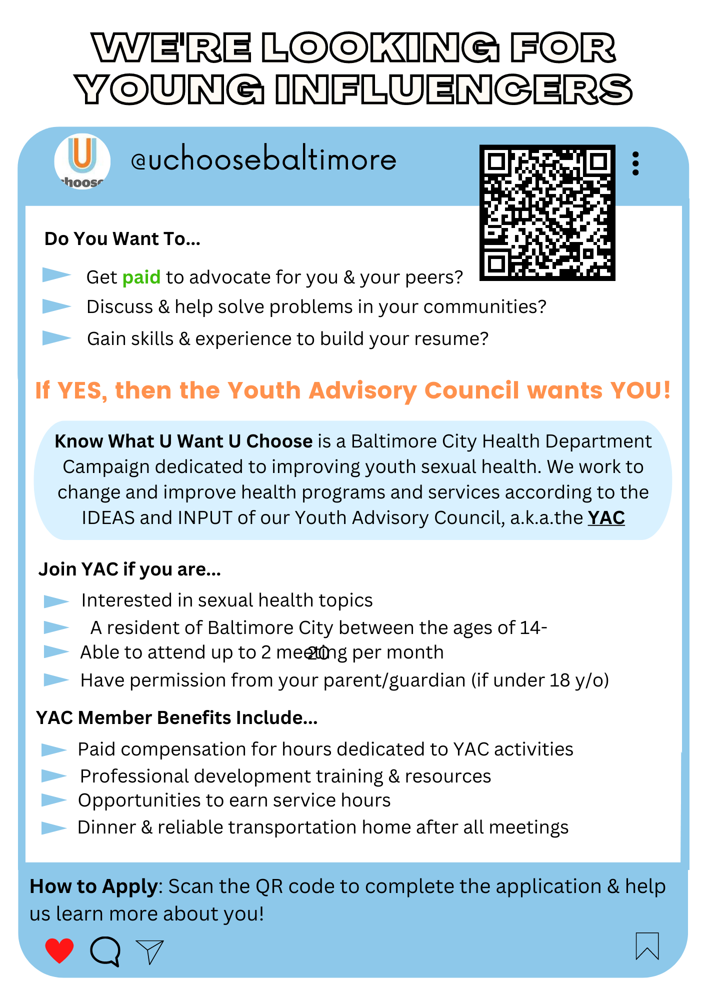 WE'RE LOOKING FOR
YOUNG INFLUENCERS
U
choose
@uchoosebaltimore
Do You Want To...
Get paid to advocate for you & your peers?
Discuss & help solve problems in your communities?
Gain skills & experience to build your resume?
If YES, then the Youth Advisory Council wants YOU!
Know What U Want U Choose is a Baltimore City Health Department
Campaign dedicated to improving youth sexual health. We work to
change and improve health programs and services according to the
IDEAS and INPUT of our Youth Advisory Council, a.k.a.the YAC
Join YAC if you are...
Interested in sexual health topics
A resident of Baltimore City between the ages of 14-
20
Able to attend up to 2 meeting per month
Have permission from your parent/guardian (if under 18 y/o)
YAC Member Benefits Include...
Paid compensation for hours dedicated to YAC activities
Professional development training & resources
Opportunities to earn service hours
Dinner & reliable transportation home after all meetings
How to Apply: Scan the QR code to complete the application & help
us learn more about you!